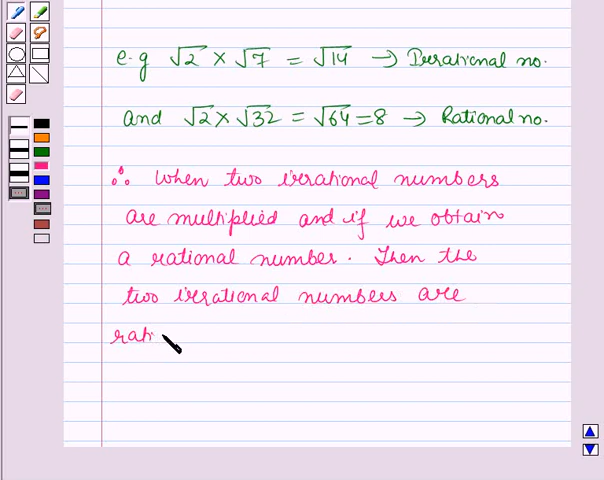 e.g √2 × √7 = √14 → Irrational no.
and √2 × √32 = √64 = 8 → Rational no.
∴ When two irrational numbers
are multiplied and if we obtain
a rational number. Then the
two irrational numbers are
rati